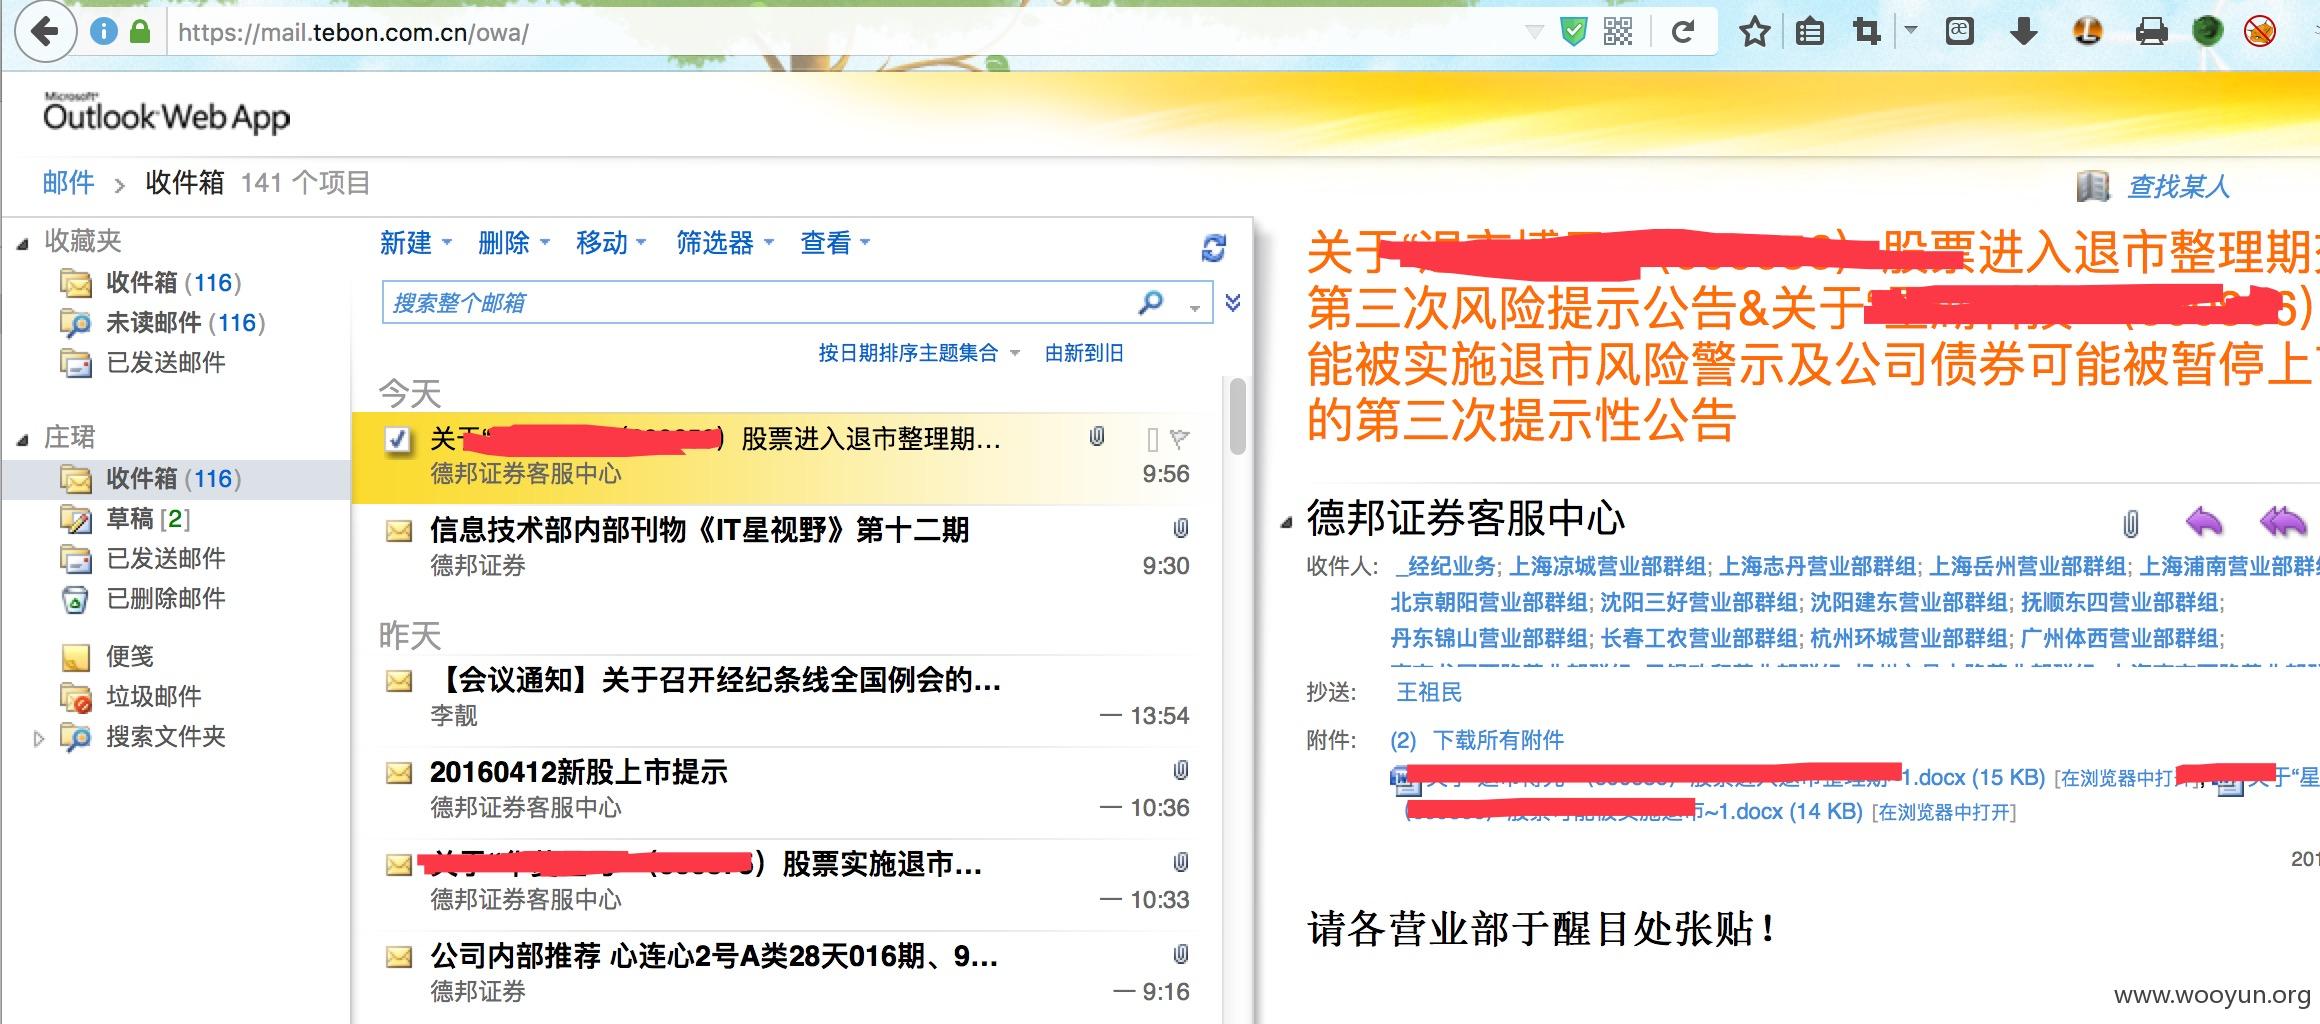 https://mail.tebon.com.cn/owa/
Microsoft
Outlook Web App
邮件 > 收件箱 141 个项目
查找某人
收藏夹
收件箱 (116)
未读邮件 (116)
已发送邮件
庄珺
收件箱 (116)
草稿 [2]
已发送邮件
已删除邮件
便笺
垃圾邮件
搜索文件夹
新建 删除 移动 筛选器 查看
搜索整个邮箱
按日期排序主题集合 由新到旧
今天
关于“ ）股票进入退市整理期...
德邦证券客服中心 9:56
信息技术部内部刊物《IT星视野》第十二期
德邦证券 9:30
昨天
【会议通知】关于召开经纪条线全国例会的...
李靓 — 13:54
20160412新股上市提示
德邦证券客服中心 — 10:36
）股票实施退市...
德邦证券客服中心 — 10:33
公司内部推荐 心连心2号A类28天016期、9...
德邦证券 — 9:16
关于“ 股票进入退市整理期
第三次风险提示公告&关于“ 6）
能被实施退市风险警示及公司债券可能被暂停上
的第三次提示性公告
德邦证券客服中心
收件人: _经纪业务; 上海凉城营业部群组; 上海志丹营业部群组; 上海岳州营业部群组; 上海浦南营业部群
北京朝阳营业部群组; 沈阳三好营业部群组; 沈阳建东营业部群组; 抚顺东四营业部群组;
丹东锦山营业部群组; 长春工农营业部群组; 杭州环城营业部群组; 广州体西营业部群组;
抄送: 王祖民
附件: (2) 下载所有附件
1.docx (15 KB) [在浏览器中打开]; 关于“星
~1.docx (14 KB) [在浏览器中打开]
201
请各营业部于醒目处张贴！
www.wooyun.org